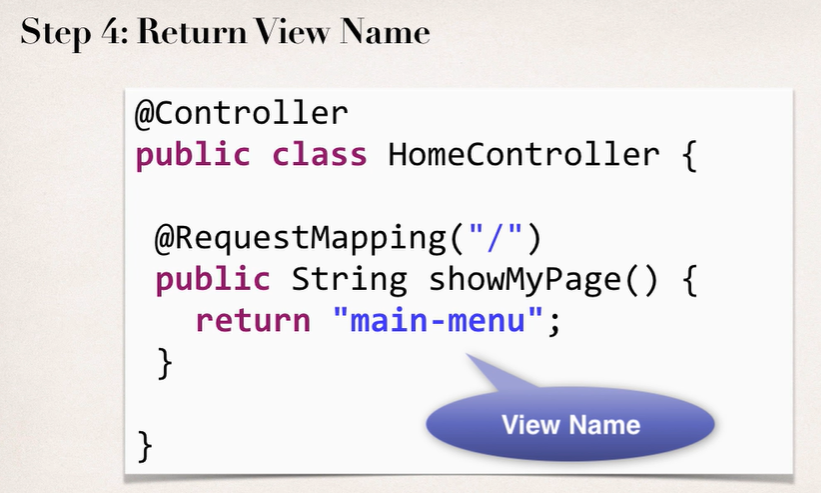 Step 4: Return View Name
@Controller
public class HomeController {
@RequestMapping("/")
public String showMyPage() {
return "main-menu";
}
View Name
}